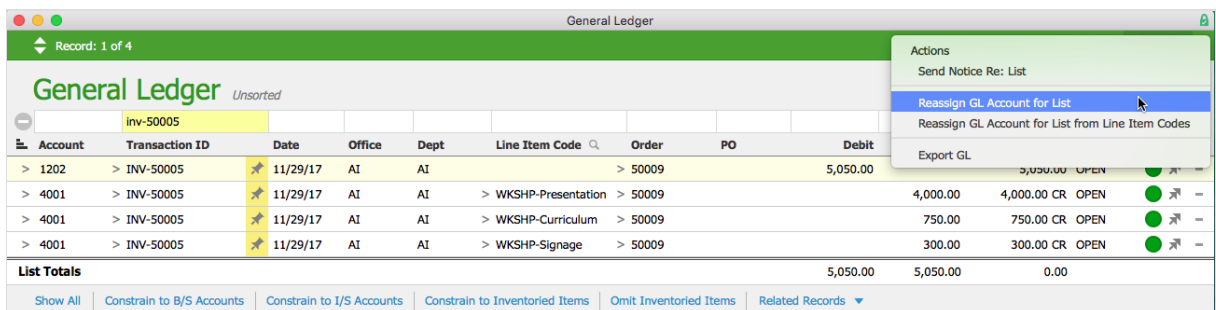 General Ledger
Record: 1 of 4
Actions
Send Notice Re: List
Reassign GL Account for List
Reassign GL Account for List from Line Item Codes
Export GL
General Ledger Unsorted
inv-50005
Account Transaction ID Date Office Dept Line Item Code Order PO Debit
> 1202 > INV-50005 11/29/17 AI AI > 50009 5,050.00 5,050.00 OPEN
> 4001 > INV-50005 11/29/17 AI AI > WKSHP-Presentation > 50009 4,000.00 4,000.00 CR OPEN
> 4001 > INV-50005 11/29/17 AI AI > WKSHP-Curriculum > 50009 750.00 750.00 CR OPEN
> 4001 > INV-50005 11/29/17 AI AI > WKSHP-Signage > 50009 300.00 300.00 CR OPEN
List Totals 5,050.00 5,050.00 0.00
Show All Constrain to B/S Accounts Constrain to I/S Accounts Constrain to Inventoried Items Omit Inventoried Items Related Records